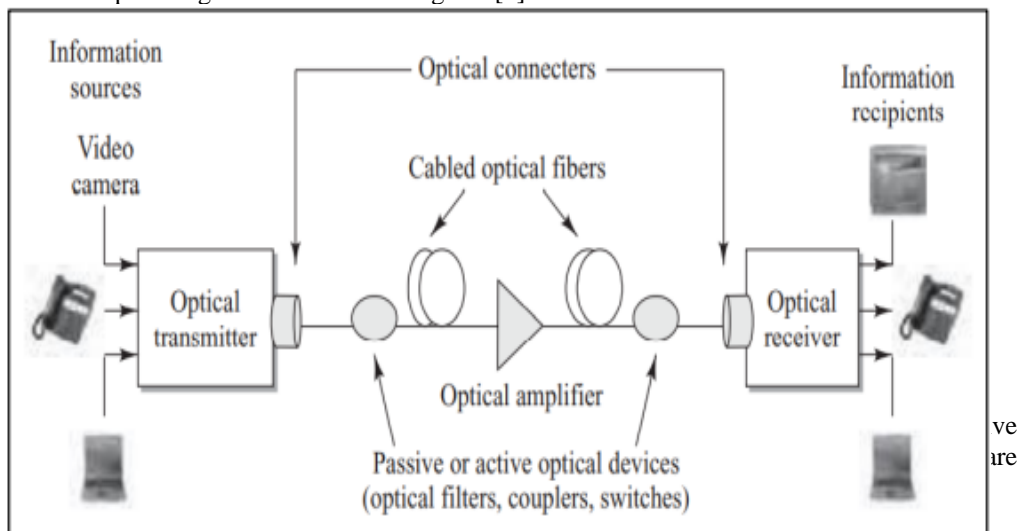 Information
sources
Video
camera
Optical connecters
Cabled optical fibers
Information
recipients
Optical
transmitter
Optical
receiver
Optical amplifier
Passive or active optical devices
(optical filters, couplers, switches)
ve
are